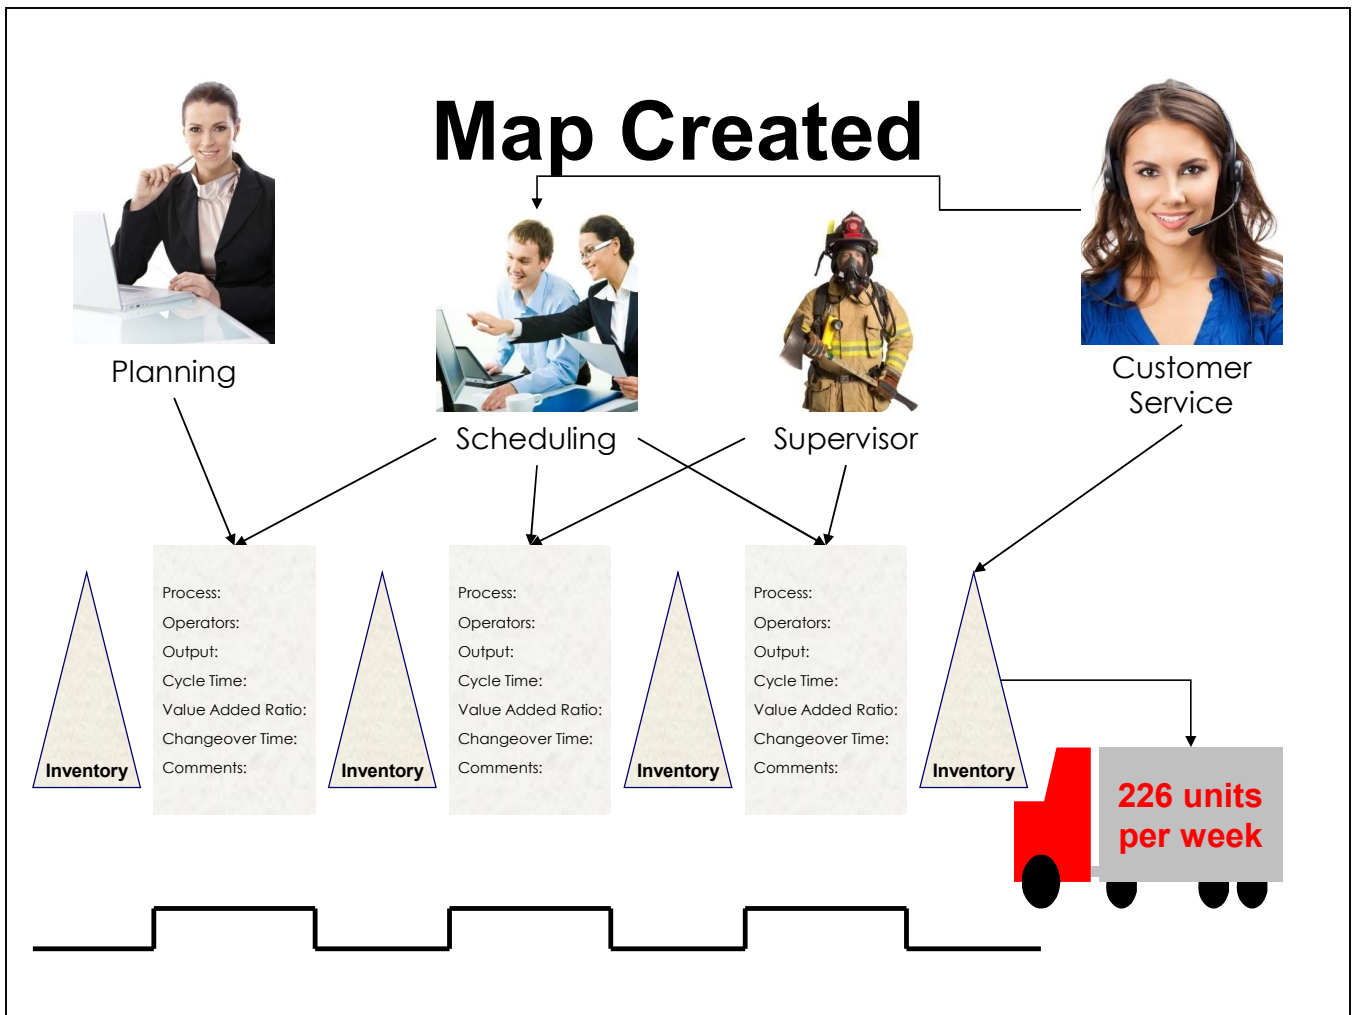 Map Created
Planning
Scheduling
Supervisor
Customer
Service
Inventory
Process:
Operators:
Output:
Cycle Time:
Value Added Ratio:
Changeover Time:
Comments:
Inventory
Process:
Operators:
Output:
Cycle Time:
Value Added Ratio:
Changeover Time:
Comments:
Inventory
Process:
Operators:
Output:
Cycle Time:
Value Added Ratio:
Changeover Time:
Comments:
Inventory
226 units
per week